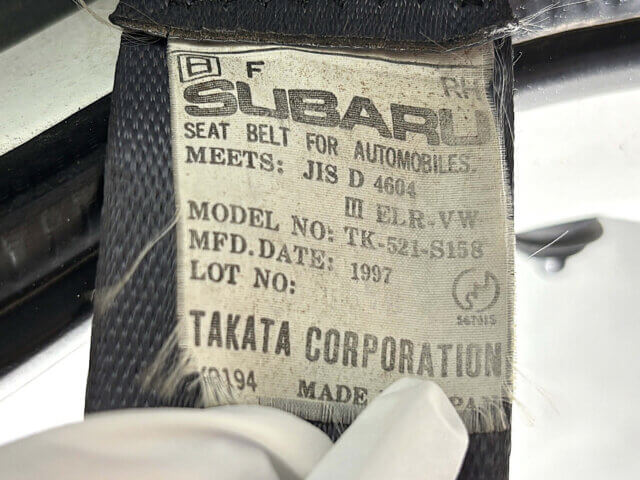 日 F RH
SUBARU
SEAT BELT FOR AUTOMOBILES.
MEETS: JIS D 4604
III ELR-VW
MODEL NO: TK-521-S158
MFD.DATE: 1997
LOT NO:
TAKATA CORPORATION
MADE